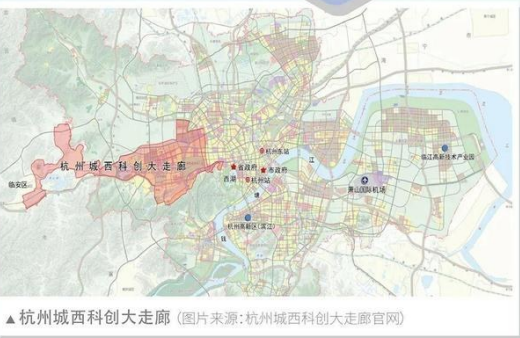 杭州城西科创大走廊
临安区
杭州东站
省政府
市政府
西湖
杭州站
江
塘
钱
临江高新技术产业园
萧山国际机场
杭州高新区(滨江)
▲杭州城西科创大走廊 (图片来源:杭州城西科创大走廊官网)